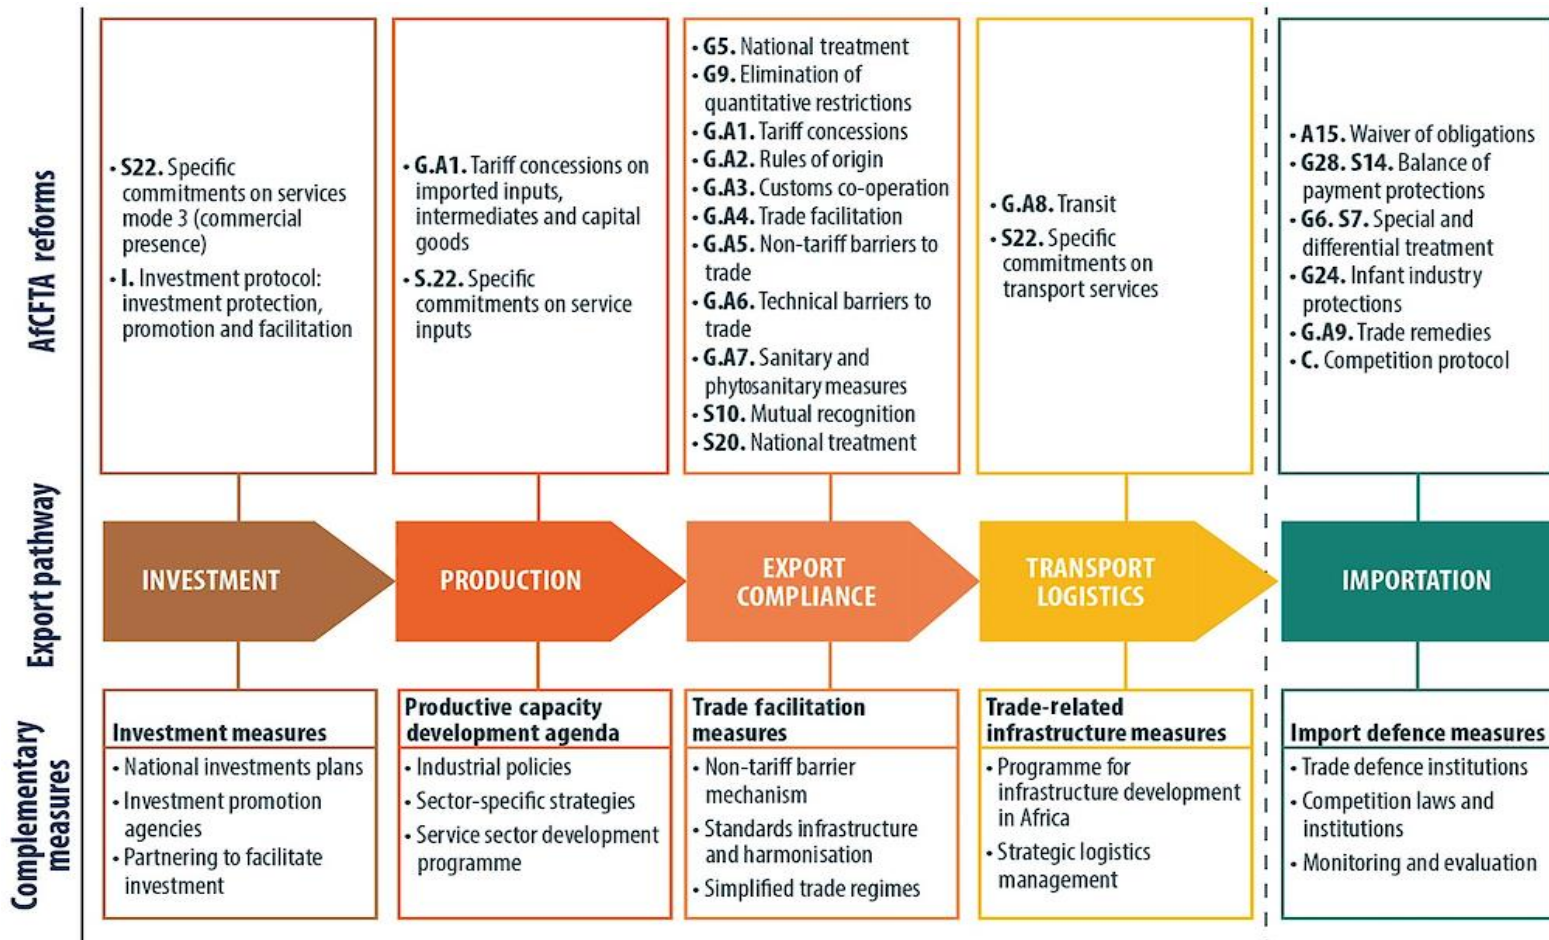 AfCFTA reforms
• S22. Specific
commitments on services
mode 3 (commercial
presence)
• I. Investment protocol:
investment protection,
promotion and facilitation
• G.A1. Tariff concessions on
imported inputs,
intermediates and capital
goods
• S.22. Specific
commitments on service
inputs
• G5. National treatment
• G9. Elimination of
quantitative restrictions
• G.A1. Tariff concessions
• G.A2. Rules of origin
• G.A3. Customs co-operation
• G.A4. Trade facilitation
• G.A5. Non-tariff barriers to
trade
• G.A6. Technical barriers to
trade
• G.A7. Sanitary and
phytosanitary measures
• S10. Mutual recognition
• S20. National treatment
• G.A8. Transit
• S22. Specific
commitments on
transport services
• A15. Waiver of obligations
• G28. S14. Balance of
payment protections
• G6. S7. Special and
differential treatment
• G24. Infant industry
protections
• G.A9. Trade remedies
• C. Competition protocol
Export pathway
INVESTMENT
PRODUCTION
EXPORT
COMPLIANCE
TRANSPORT
LOGISTICS
IMPORTATION
Complementary
measures
Investment measures
• National investments plans
• Investment promotion
agencies
• Partnering to facilitate
investment
Productive capacity
development agenda
• Industrial policies
• Sector-specific strategies
• Service sector development
programme
Trade facilitation
measures
• Non-tariff barrier
mechanism
• Standards infrastructure
and harmonisation
• Simplified trade regimes
Trade-related
infrastructure measures
• Programme for
infrastructure development
in Africa
• Strategic logistics
management
Import defence measures
• Trade defence institutions
• Competition laws and
institutions
• Monitoring and evaluation